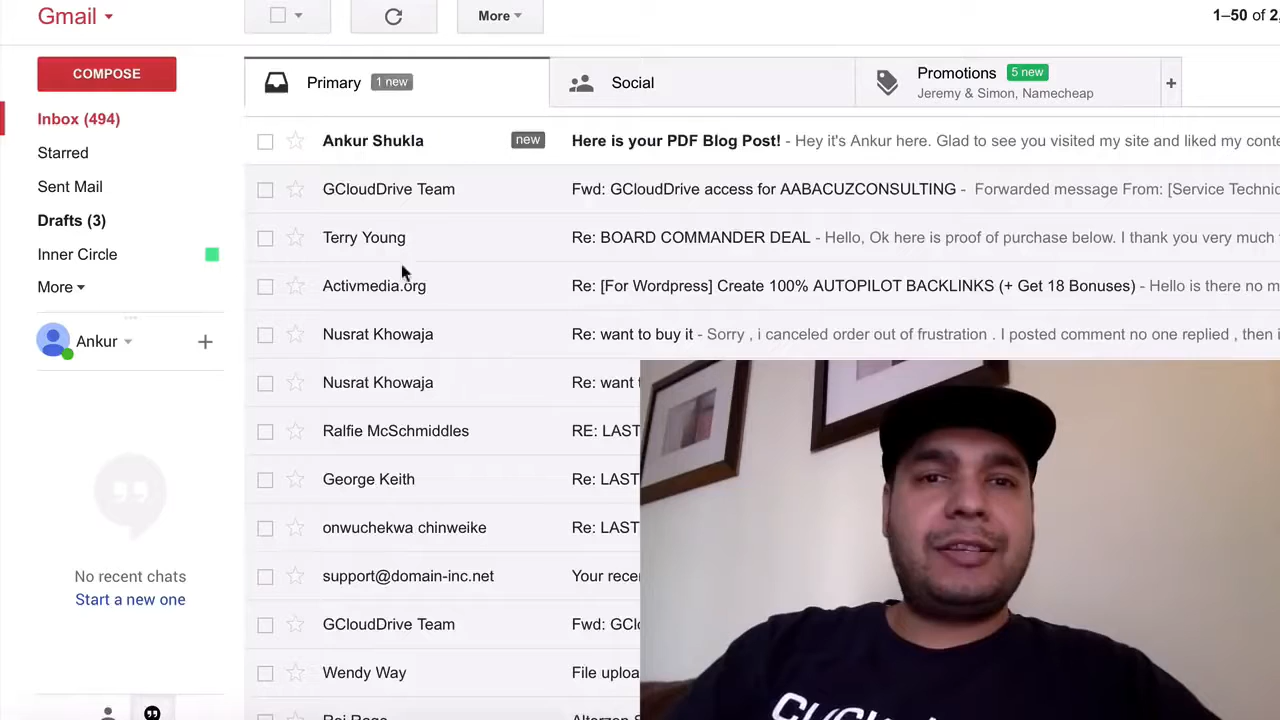 Gmail
More
1–50 of 2,
COMPOSE
Primary 1 new
Social
Promotions 5 new
Jeremy & Simon, Namecheap
+
Inbox (494)
Starred
Sent Mail
Drafts (3)
Inner Circle
More
Ankur
+
No recent chats
Start a new one
Ankur Shukla new Here is your PDF Blog Post! - Hey it's Ankur here. Glad to see you visited my site and liked my conte
GCloudDrive Team Fwd: GCloudDrive access for AABACUZCONSULTING - Forwarded message From: [Service Technic
Terry Young Re: BOARD COMMANDER DEAL - Hello, Ok here is proof of purchase below. I thank you very much
Activmedia.org Re: [For Wordpress] Create 100% AUTOPILOT BACKLINKS (+ Get 18 Bonuses) - Hello is there no m
Nusrat Khowaja Re: want to buy it - Sorry , i canceled order out of frustration . I posted comment no one replied , then i
Nusrat Khowaja Re: want t
Ralfie McSchmiddles RE: LAST
George Keith Re: LAST
onwuchekwa chinweike Re: LAST
support@domain-inc.net Your rece
GCloudDrive Team Fwd: GClo
Wendy Way File uploa